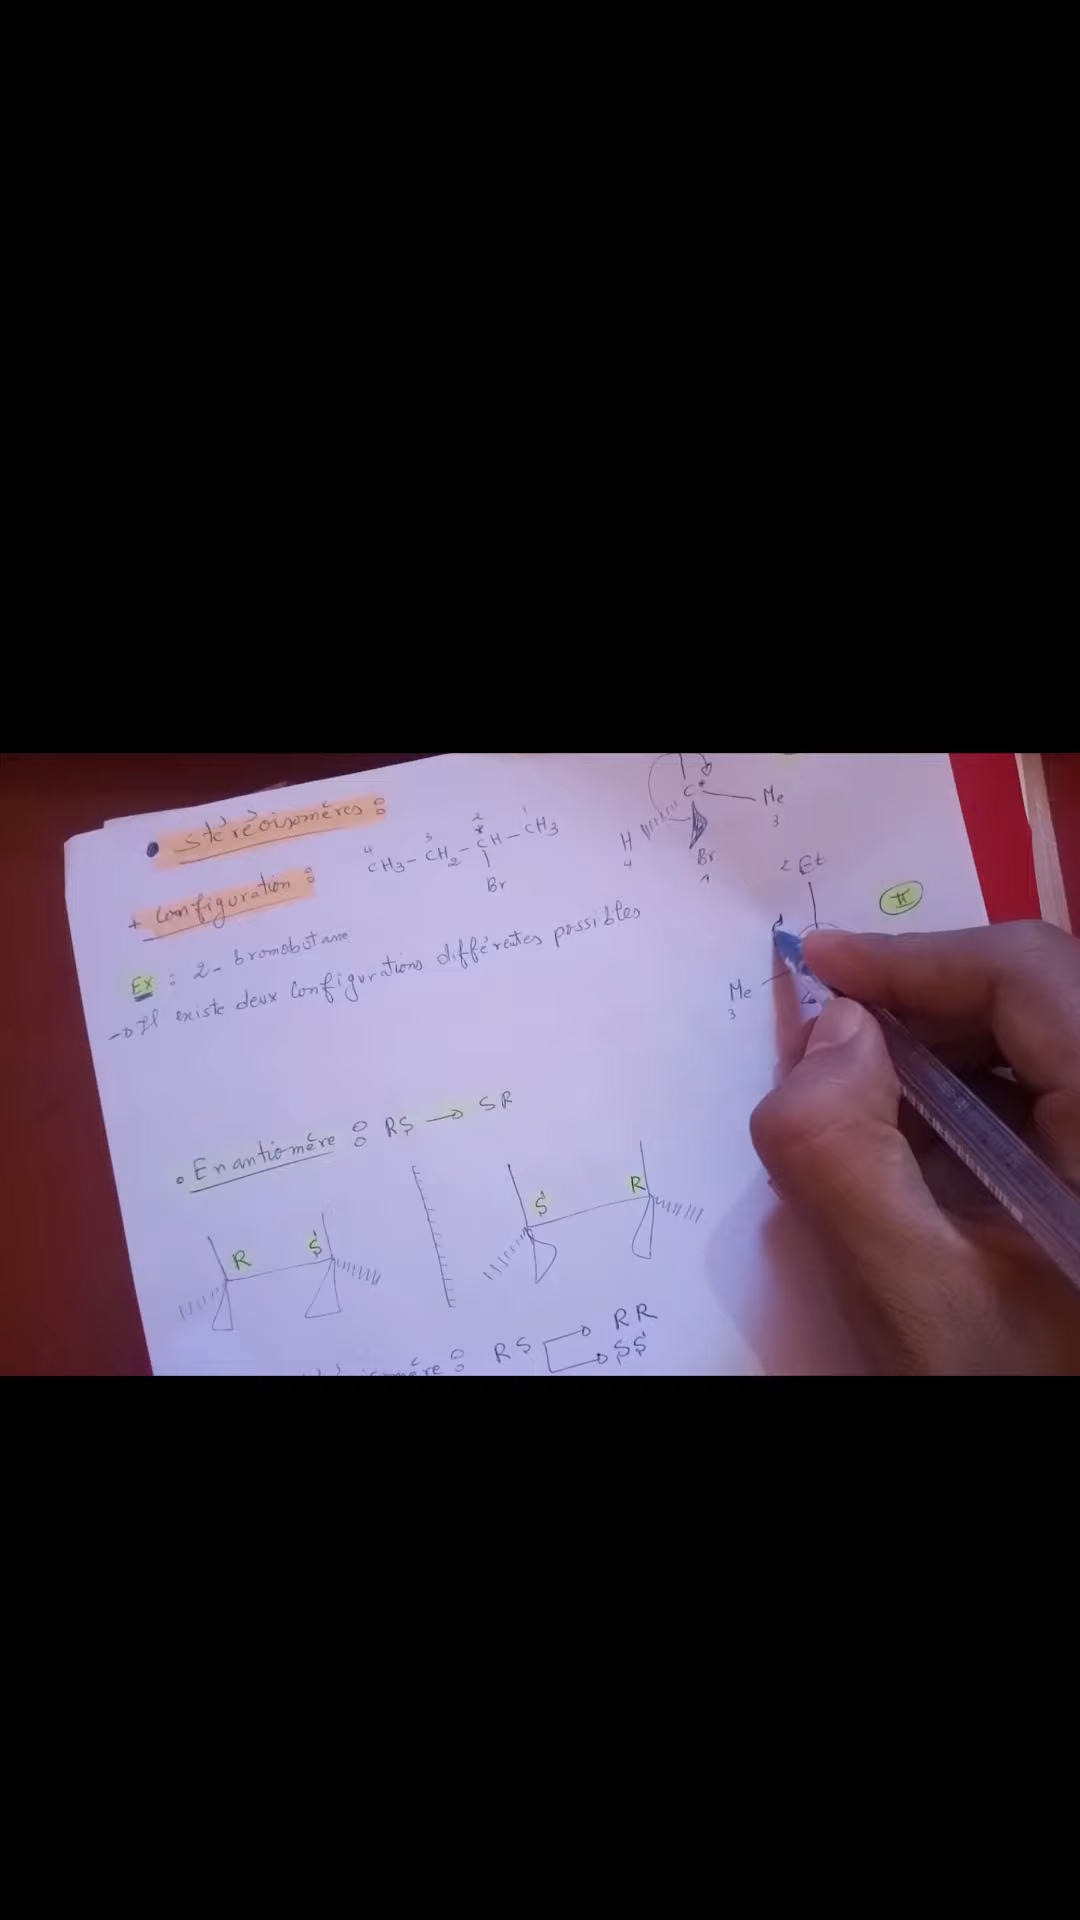 • Stéréoisomères :
+ Configuration :
4 3 2 1
CH3 - CH2 - *CH - CH3
Br
C*
Me
3
H
4
Br
1
Ex : 2 - bromobutane
→ Il existe deux configurations différentes possibles
2 Et
II
Me
3
• Enantiomére : RS → SR
R S
S R
RS → RR
→ SS